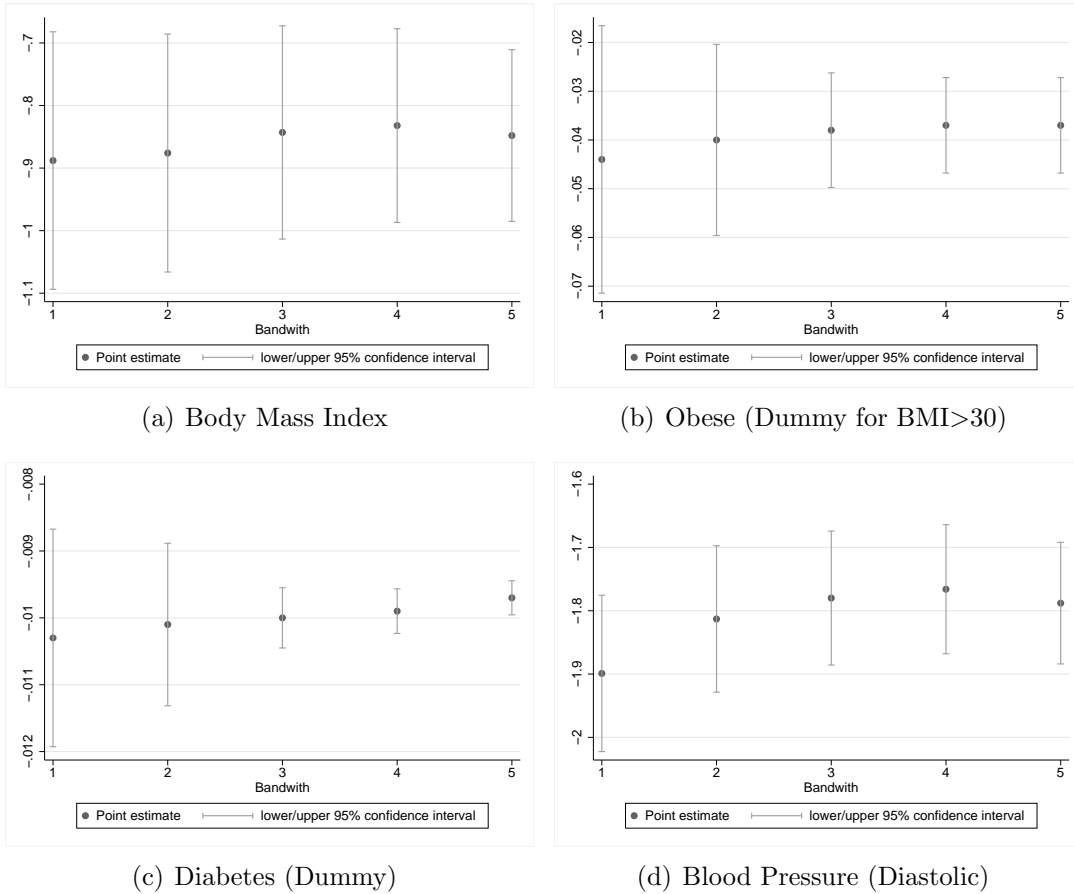 −.7
−.8
−.9
−1
−1.1
1 2 3 4 5
Bandwith
Point estimate lower/upper 95% confidence interval
(a) Body Mass Index
−.02
−.03
−.04
−.05
−.06
−.07
1 2 3 4 5
Bandwith
Point estimate lower/upper 95% confidence interval
(b) Obese (Dummy for BMI>30)
−.008
−.009
−.01
−.011
−.012
1 2 3 4 5
Bandwith
Point estimate lower/upper 95% confidence interval
(c) Diabetes (Dummy)
−1.6
−1.7
−1.8
−1.9
−2
1 2 3 4 5
Bandwith
Point estimate lower/upper 95% confidence interval
(d) Blood Pressure (Diastolic)